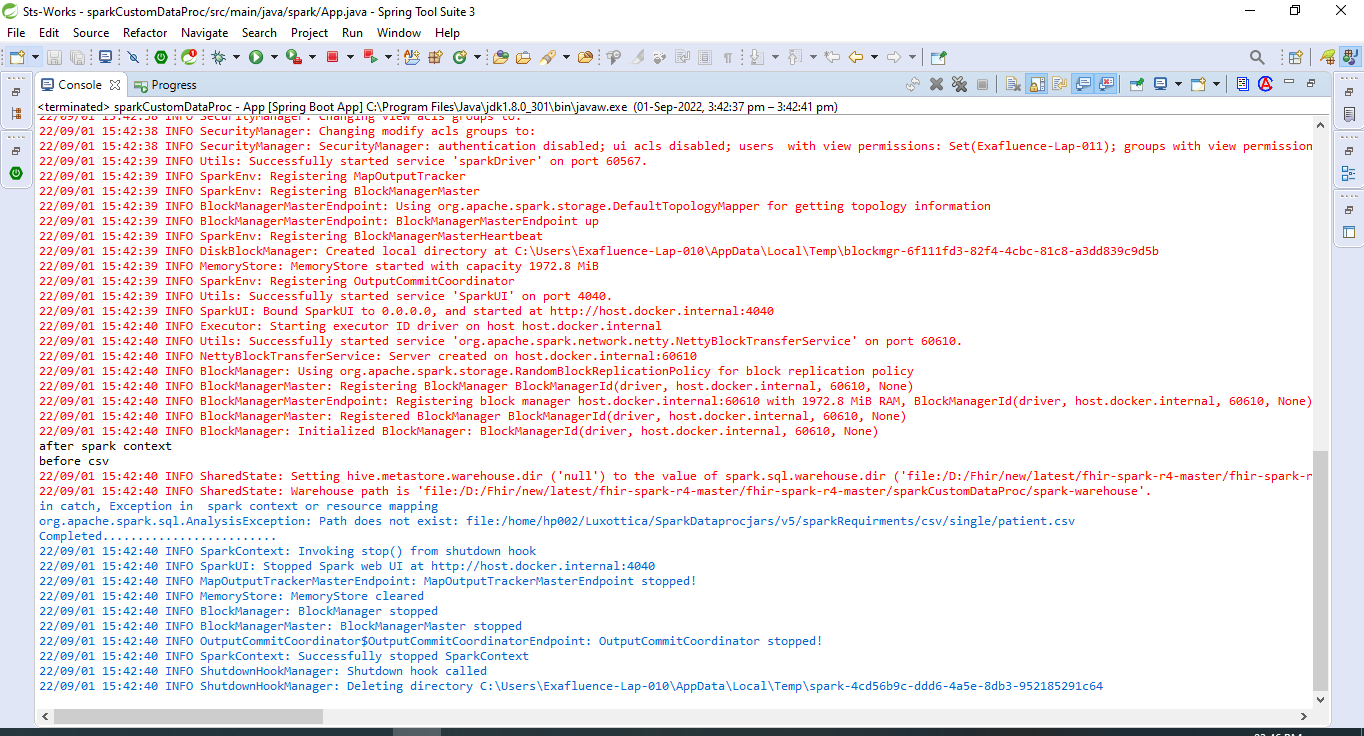 Sts-Works - sparkCustomDataProc/src/main/java/spark/App.java - Spring Tool Suite 3
File Edit Source Refactor Navigate Search Project Run Window Help
Console Progress
<terminated> sparkCustomDataProc - App [Spring Boot App] C:\Program Files\Java\jdk1.8.0_301\bin\javaw.exe (01-Sep-2022, 3:42:37 pm – 3:42:41 pm)
22/09/01 15:42:38 INFO SecurityManager: Changing view acls groups to:
22/09/01 15:42:38 INFO SecurityManager: Changing modify acls groups to:
22/09/01 15:42:38 INFO SecurityManager: SecurityManager: authentication disabled; ui acls disabled; users  with view permissions: Set(Exafluence-Lap-011); groups with view permission
22/09/01 15:42:39 INFO Utils: Successfully started service 'sparkDriver' on port 60567.
22/09/01 15:42:39 INFO SparkEnv: Registering MapOutputTracker
22/09/01 15:42:39 INFO SparkEnv: Registering BlockManagerMaster
22/09/01 15:42:39 INFO BlockManagerMasterEndpoint: Using org.apache.spark.storage.DefaultTopologyMapper for getting topology information
22/09/01 15:42:39 INFO BlockManagerMasterEndpoint: BlockManagerMasterEndpoint up
22/09/01 15:42:39 INFO SparkEnv: Registering BlockManagerMasterHeartbeat
22/09/01 15:42:39 INFO DiskBlockManager: Created local directory at C:\Users\Exafluence-Lap-010\AppData\Local\Temp\blockmgr-6f111fd3-82f4-4cbc-81c8-a3dd839c9d5b
22/09/01 15:42:39 INFO MemoryStore: MemoryStore started with capacity 1972.8 MiB
22/09/01 15:42:39 INFO SparkEnv: Registering OutputCommitCoordinator
22/09/01 15:42:39 INFO Utils: Successfully started service 'SparkUI' on port 4040.
22/09/01 15:42:39 INFO SparkUI: Bound SparkUI to 0.0.0.0, and started at http://host.docker.internal:4040
22/09/01 15:42:40 INFO Executor: Starting executor ID driver on host host.docker.internal
22/09/01 15:42:40 INFO Utils: Successfully started service 'org.apache.spark.network.netty.NettyBlockTransferService' on port 60610.
22/09/01 15:42:40 INFO NettyBlockTransferService: Server created on host.docker.internal:60610
22/09/01 15:42:40 INFO BlockManager: Using org.apache.spark.storage.RandomBlockReplicationPolicy for block replication policy
22/09/01 15:42:40 INFO BlockManagerMaster: Registering BlockManager BlockManagerId(driver, host.docker.internal, 60610, None)
22/09/01 15:42:40 INFO BlockManagerMasterEndpoint: Registering block manager host.docker.internal:60610 with 1972.8 MiB RAM, BlockManagerId(driver, host.docker.internal, 60610, None)
22/09/01 15:42:40 INFO BlockManagerMaster: Registered BlockManager BlockManagerId(driver, host.docker.internal, 60610, None)
22/09/01 15:42:40 INFO BlockManager: Initialized BlockManager: BlockManagerId(driver, host.docker.internal, 60610, None)
after spark context
before csv
22/09/01 15:42:40 INFO SharedState: Setting hive.metastore.warehouse.dir ('null') to the value of spark.sql.warehouse.dir ('file:/D:/Fhir/new/latest/fhir-spark-r4-master/fhir-spark-r
22/09/01 15:42:40 INFO SharedState: Warehouse path is 'file:/D:/Fhir/new/latest/fhir-spark-r4-master/fhir-spark-r4-master/sparkCustomDataProc/spark-warehouse'.
in catch, Exception in  spark context or resource mapping
org.apache.spark.sql.AnalysisException: Path does not exist: file:/home/hp002/Luxottica/SparkDataprocjars/v5/sparkRequirments/csv/single/patient.csv
Completed.........................
22/09/01 15:42:40 INFO SparkContext: Invoking stop() from shutdown hook
22/09/01 15:42:40 INFO SparkUI: Stopped Spark web UI at http://host.docker.internal:4040
22/09/01 15:42:40 INFO MapOutputTrackerMasterEndpoint: MapOutputTrackerMasterEndpoint stopped!
22/09/01 15:42:40 INFO MemoryStore: MemoryStore cleared
22/09/01 15:42:40 INFO BlockManager: BlockManager stopped
22/09/01 15:42:40 INFO BlockManagerMaster: BlockManagerMaster stopped
22/09/01 15:42:40 INFO OutputCommitCoordinator$OutputCommitCoordinatorEndpoint: OutputCommitCoordinator stopped!
22/09/01 15:42:40 INFO SparkContext: Successfully stopped SparkContext
22/09/01 15:42:40 INFO ShutdownHookManager: Shutdown hook called
22/09/01 15:42:40 INFO ShutdownHookManager: Deleting directory C:\Users\Exafluence-Lap-010\AppData\Local\Temp\spark-4cd56b9c-ddd6-4a5e-8db3-952185291c64